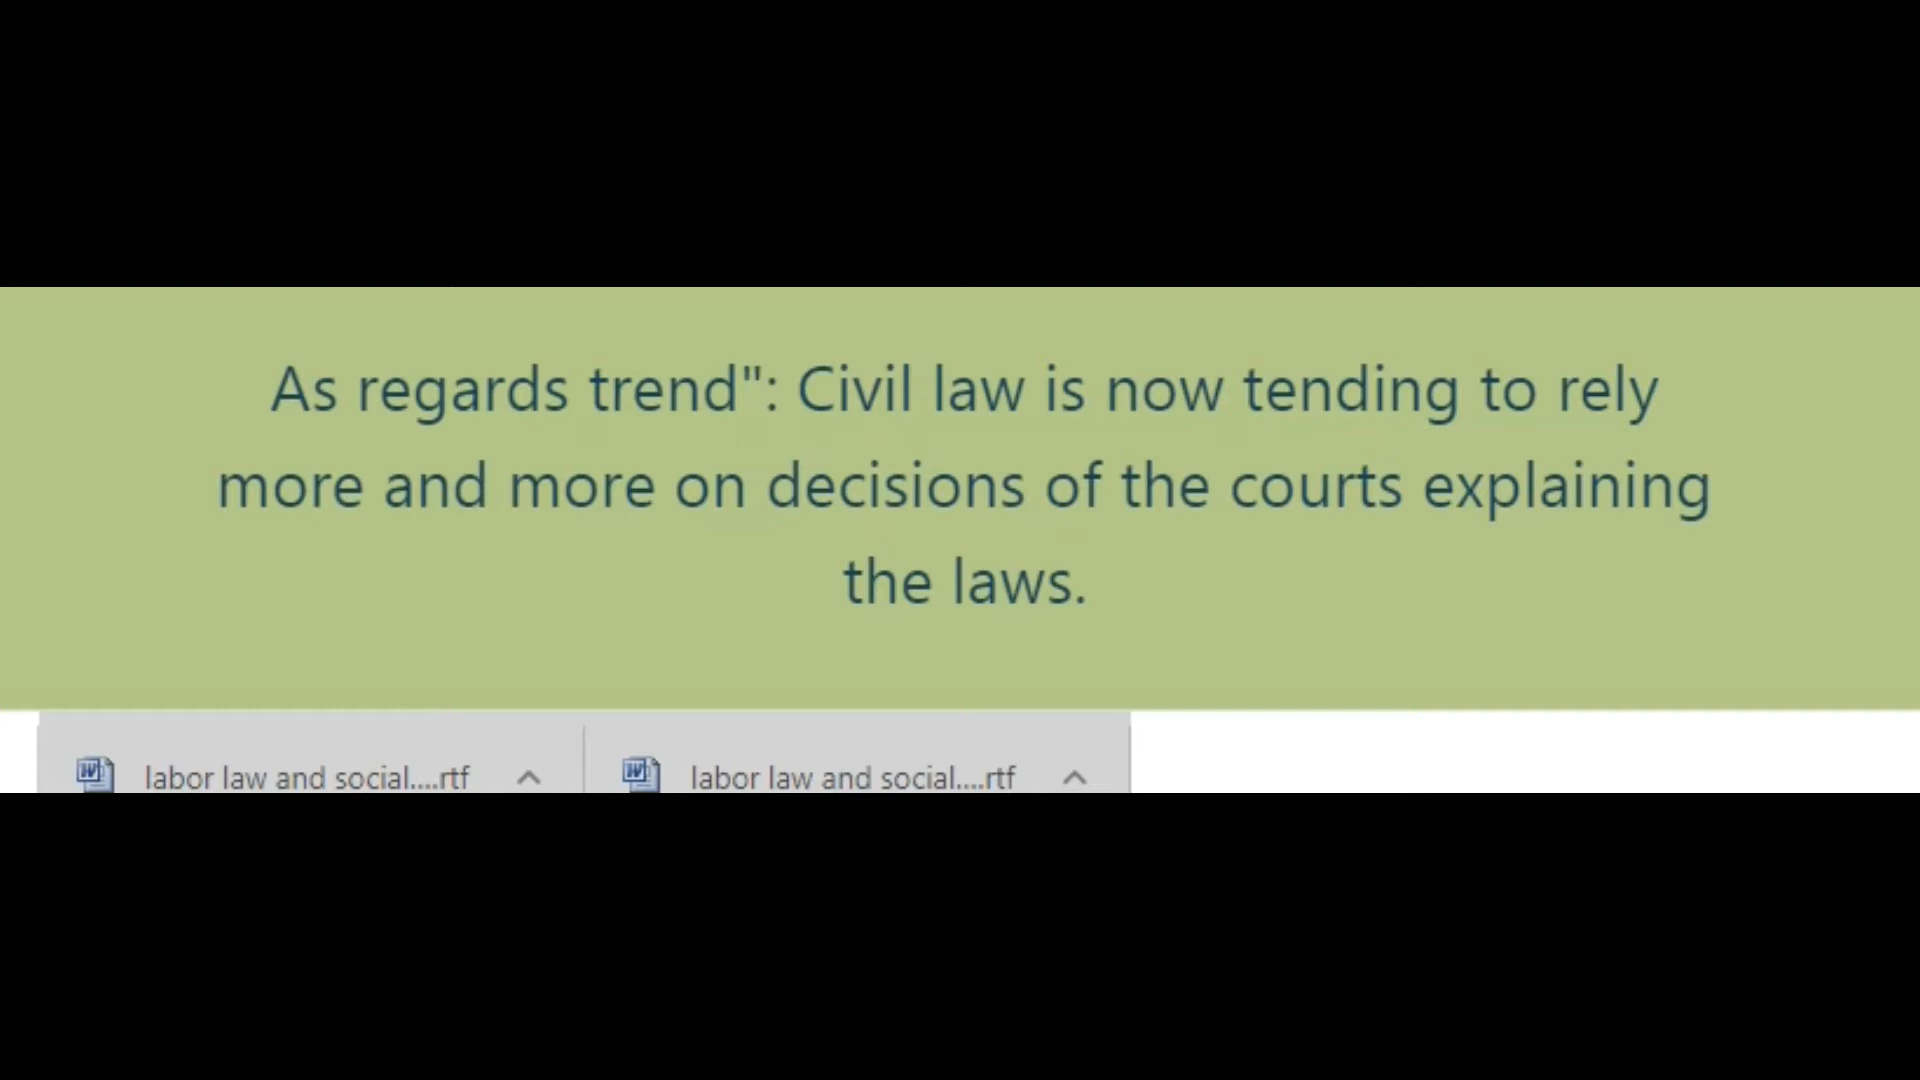 As regards trend": Civil law is now tending to rely
more and more on decisions of the courts explaining
the laws.
labor law and social....rtf labor law and social....rtf